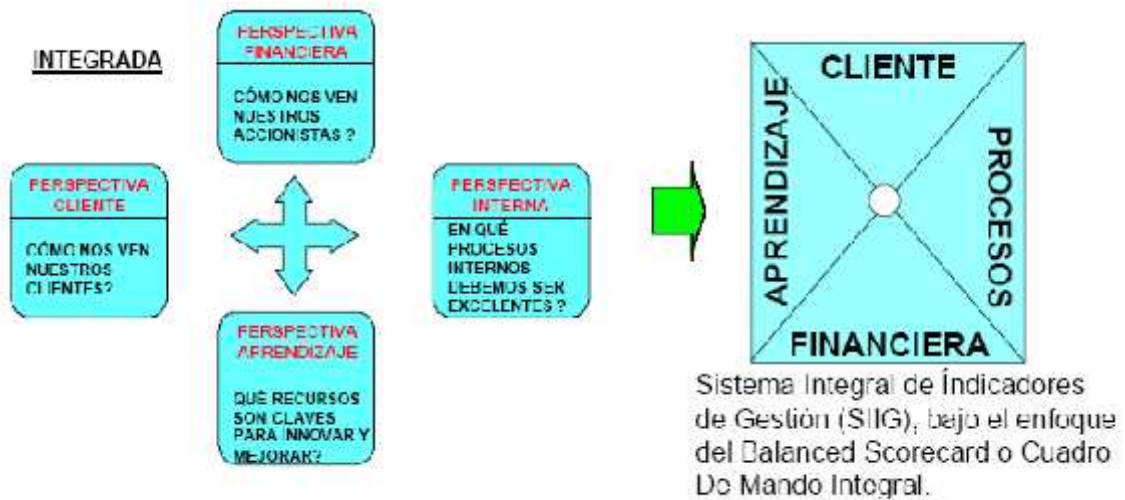 INTEGRADA
PERSPECTIVA
FINANCIERA
CÓMO NOS VEN
NUESTROS
ACCIONISTAS ?
PERSPECTIVA
CLIENTE
CÓMO NOS VEN
NUESTROS
CLIENTES?
PERSPECTIVA
INTERNA
EN QUÉ
PROCESOS
INTERNOS
DEBEMOS SER
EXCELENTES ?
PERSPECTIVA
APRENDIZAJE
QUÉ RECURSOS
SON CLAVES
PARA INNOVAR Y
MEJORAR?
CLIENTE
APRENDIZAJE
PROCESOS
FINANCIERA
Sistema Integral de Índicadores
de Gestión (SIIG), bajo el enfoque
del Balanced Scorecard o Cuadro
De Mando Integral.